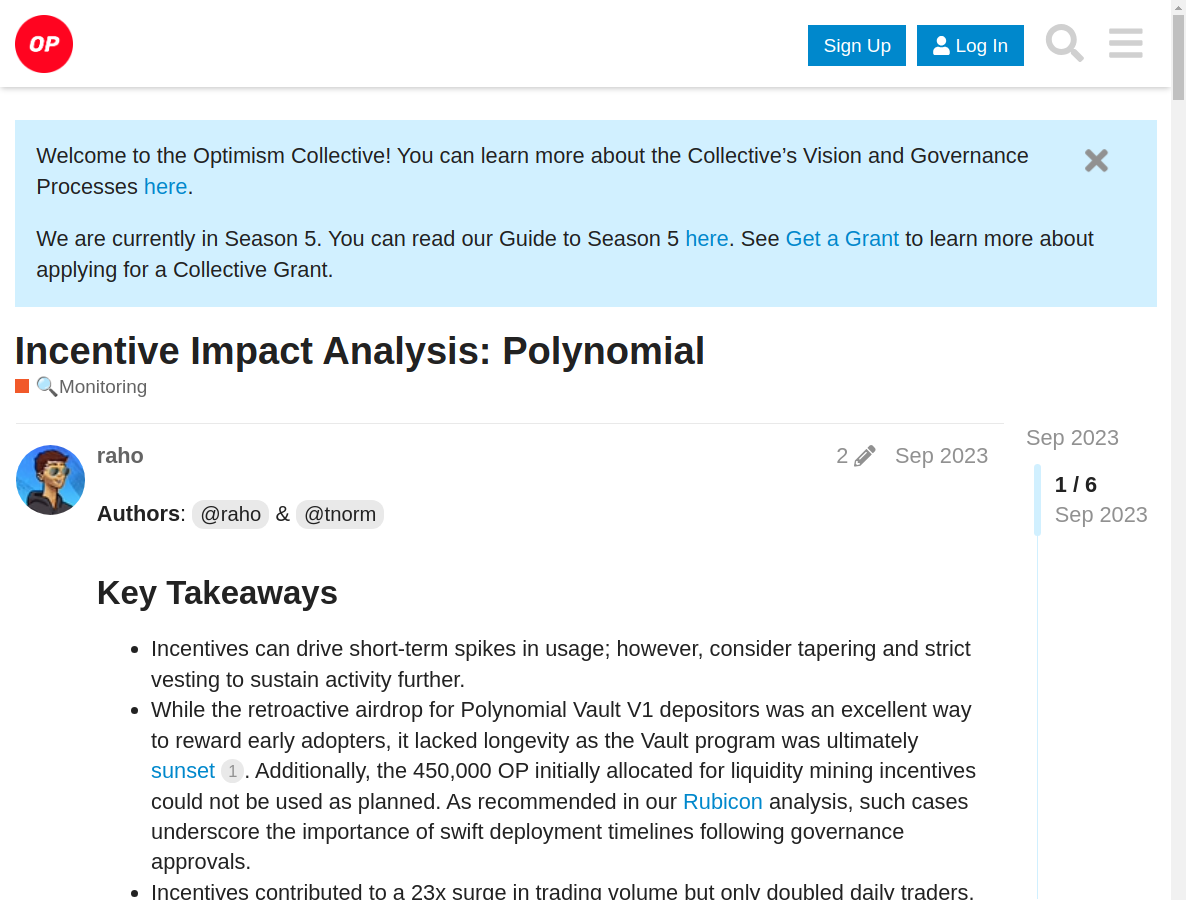 OP
Sign Up
Log In
Welcome to the Optimism Collective! You can learn more about the Collective’s Vision and Governance
Processes here.
We are currently in Season 5. You can read our Guide to Season 5 here. See Get a Grant to learn more about
applying for a Collective Grant.
Incentive Impact Analysis: Polynomial
🔍Monitoring
raho
2
Sep 2023
Sep 2023
1 / 6
Sep 2023
Authors: @raho & @tnorm
Key Takeaways
• Incentives can drive short-term spikes in usage; however, consider tapering and strict
vesting to sustain activity further.
• While the retroactive airdrop for Polynomial Vault V1 depositors was an excellent way
to reward early adopters, it lacked longevity as the Vault program was ultimately
sunset 1. Additionally, the 450,000 OP initially allocated for liquidity mining incentives
could not be used as planned. As recommended in our Rubicon analysis, such cases
underscore the importance of swift deployment timelines following governance
approvals.
• Incentives contributed to a 23x surge in trading volume but only doubled daily traders.